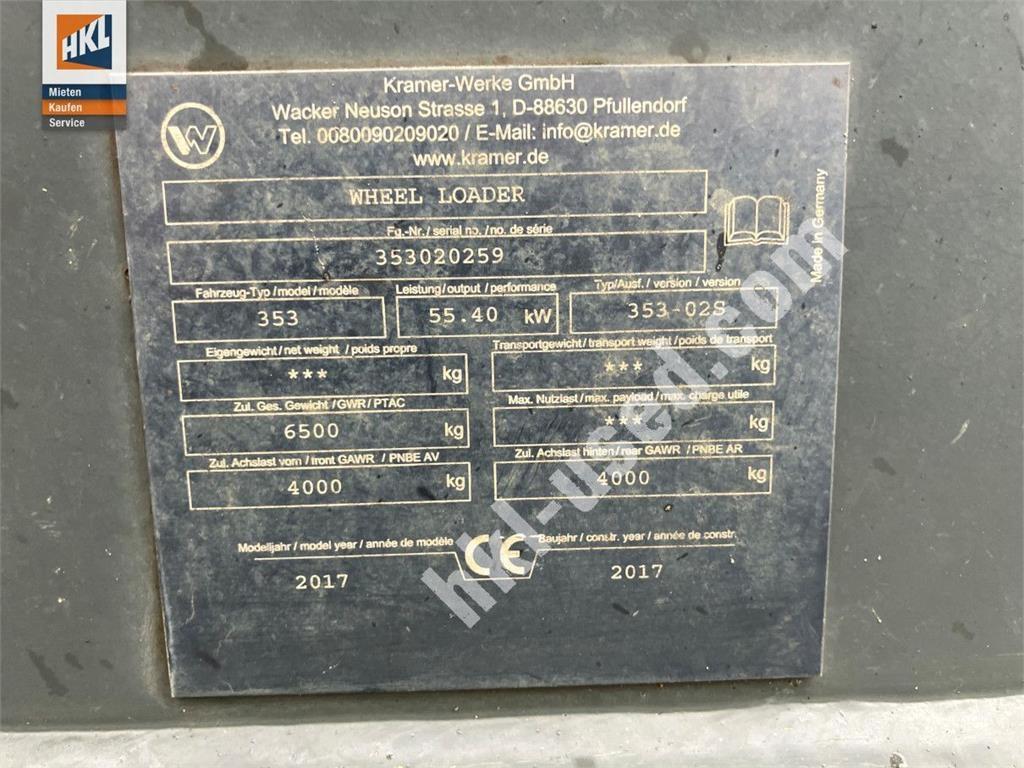 HKL
Mieten
Kaufen
Service
Kramer-Werke GmbH
Wacker Neuson Strasse 1, D-88630 Pfullendorf
Tel. 0080090209020 / E-Mail: info@kramer.de
www.kramer.de
WHEEL LOADER
Fg.-Nr./ serial no./ no. de série
353020259
Made in Germany
Fahrzeug-Typ / model / modèle
353
Leistung / output / performance
55.40 kW
Typ/Ausf. / version / version
353-02S
Eigengewicht / net weight / poids propre
*** kg
Transportgewicht / transport weight / poids de transport
*** kg
Zul. Ges. Gewicht / GWR / PTAC
6500 kg
Max. Nutzlast / max. payload / max. charge utile
*** kg
Zul. Achslast vorn / front GAWR / PNBE AV
4000 kg
Zul. Achslast hinten / rear GAWR / PNBE AR
4000 kg
Modelljahr / model year / année de modèle
2017
CE
Baujahr / constr. year / année de constr.
2017
hkl-used.com